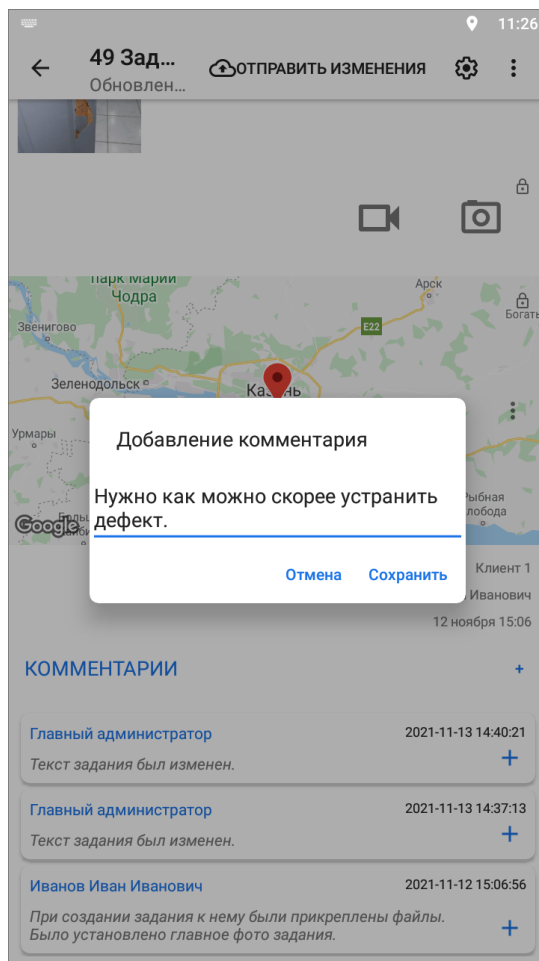 11:26
49 Зад...
Обновлен...
ОТПРАВИТЬ ИЗМЕНЕНИЯ
парк Марий
Чодра
Арск
Звенигово
E22
Зеленодольск
Урмары
Google
Добавление комментария
Нужно как можно скорее устранить
дефект.
Отмена Сохранить
Клиент 1
Иванович
12 ноября 15:06
КОММЕНТАРИИ +
Главный администратор 2021-11-13 14:40:21
Текст задания был изменен. +
Главный администратор 2021-11-13 14:37:13
Текст задания был изменен. +
Иванов Иван Иванович 2021-11-12 15:06:56
При создании задания к нему были прикреплены файлы.
Было установлено главное фото задания. +